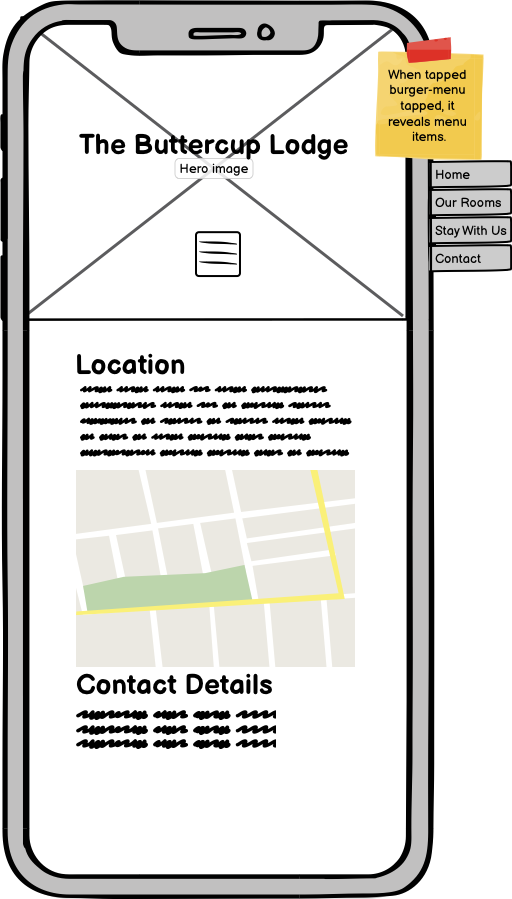 When tapped
burger-menu
tapped, it
reveals menu
items.
The Buttercup Lodge
Hero image
Home
Our Rooms
Stay With Us
Contact
Location
Contact Details